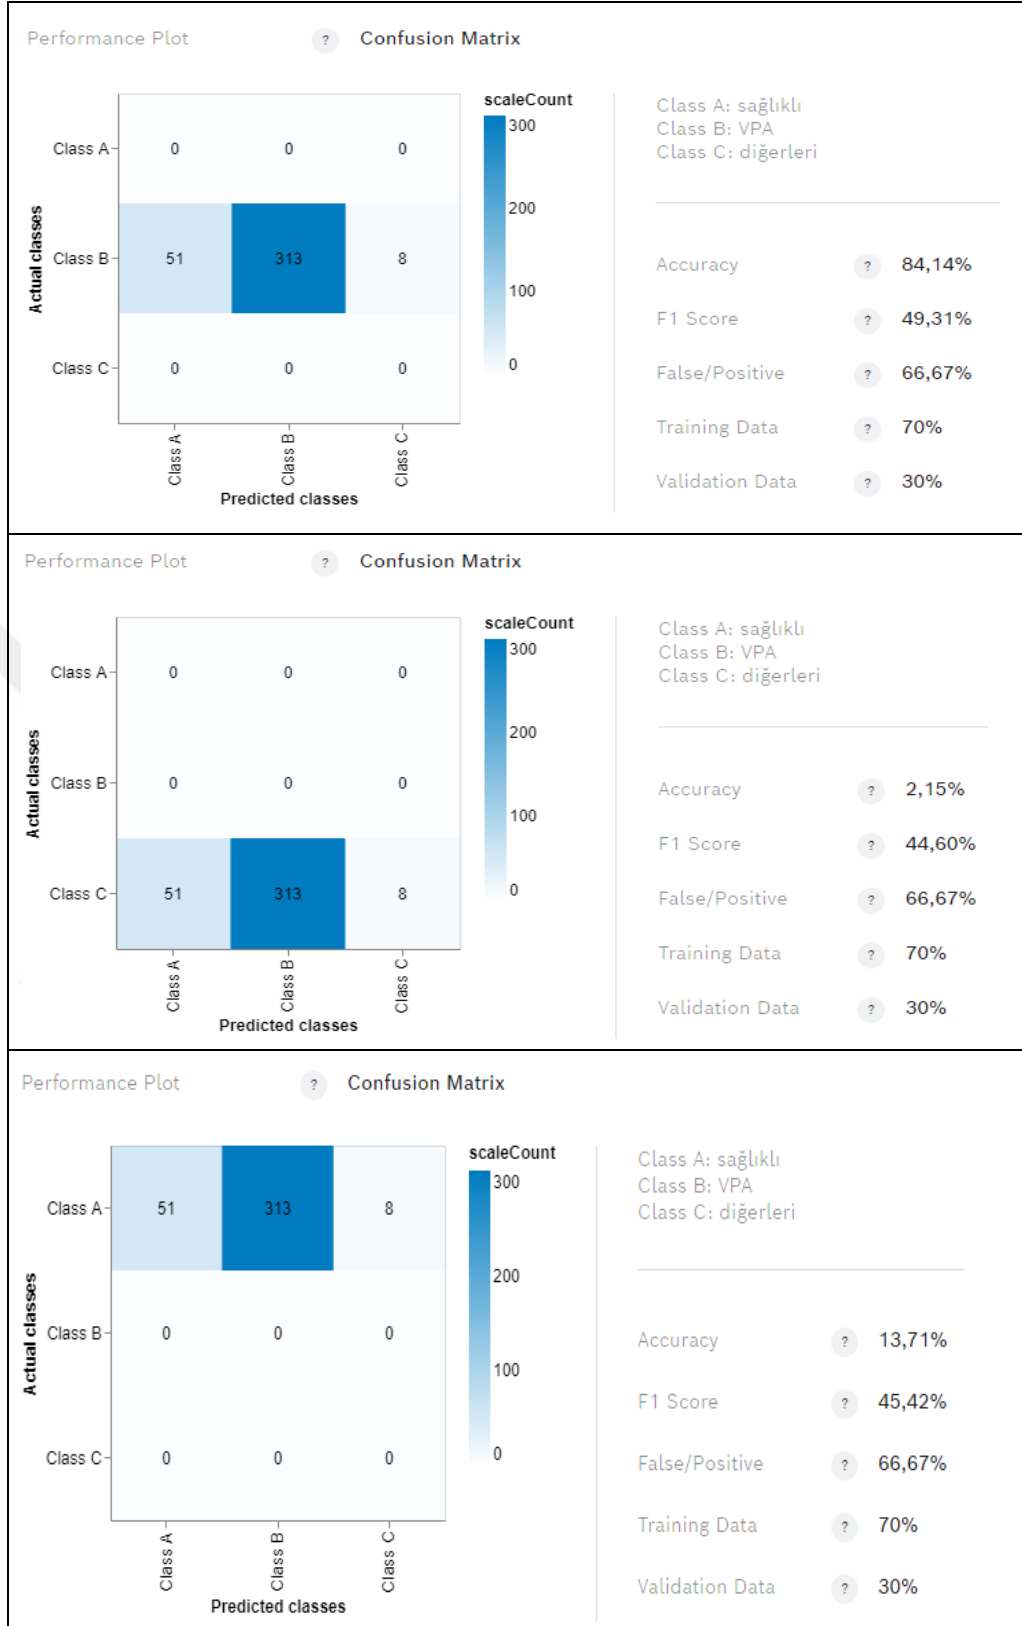 Performance Plot ? Confusion Matrix
scaleCount
Class A: sağlıklı
Class B: VPA
Class C: diğerleri
300
200
100
0
Actual classes
Class A 0 0 0
Class B 51 313 8
Class C 0 0 0
Class A Class B Class C
Predicted classes
Accuracy ? 84,14%
F1 Score ? 49,31%
False/Positive ? 66,67%
Training Data ? 70%
Validation Data ? 30%
Performance Plot ? Confusion Matrix
scaleCount
Class A: sağlıklı
Class B: VPA
Class C: diğerleri
300
200
100
0
Actual classes
Class A 0 0 0
Class B 0 0 0
Class C 51 313 8
Class A Class B Class C
Predicted classes
Accuracy ? 2,15%
F1 Score ? 44,60%
False/Positive ? 66,67%
Training Data ? 70%
Validation Data ? 30%
Performance Plot ? Confusion Matrix
scaleCount
Class A: sağlıklı
Class B: VPA
Class C: diğerleri
300
200
100
0
Actual classes
Class A 51 313 8
Class B 0 0 0
Class C 0 0 0
Class A Class B Class C
Predicted classes
Accuracy ? 13,71%
F1 Score ? 45,42%
False/Positive ? 66,67%
Training Data ? 70%
Validation Data ? 30%